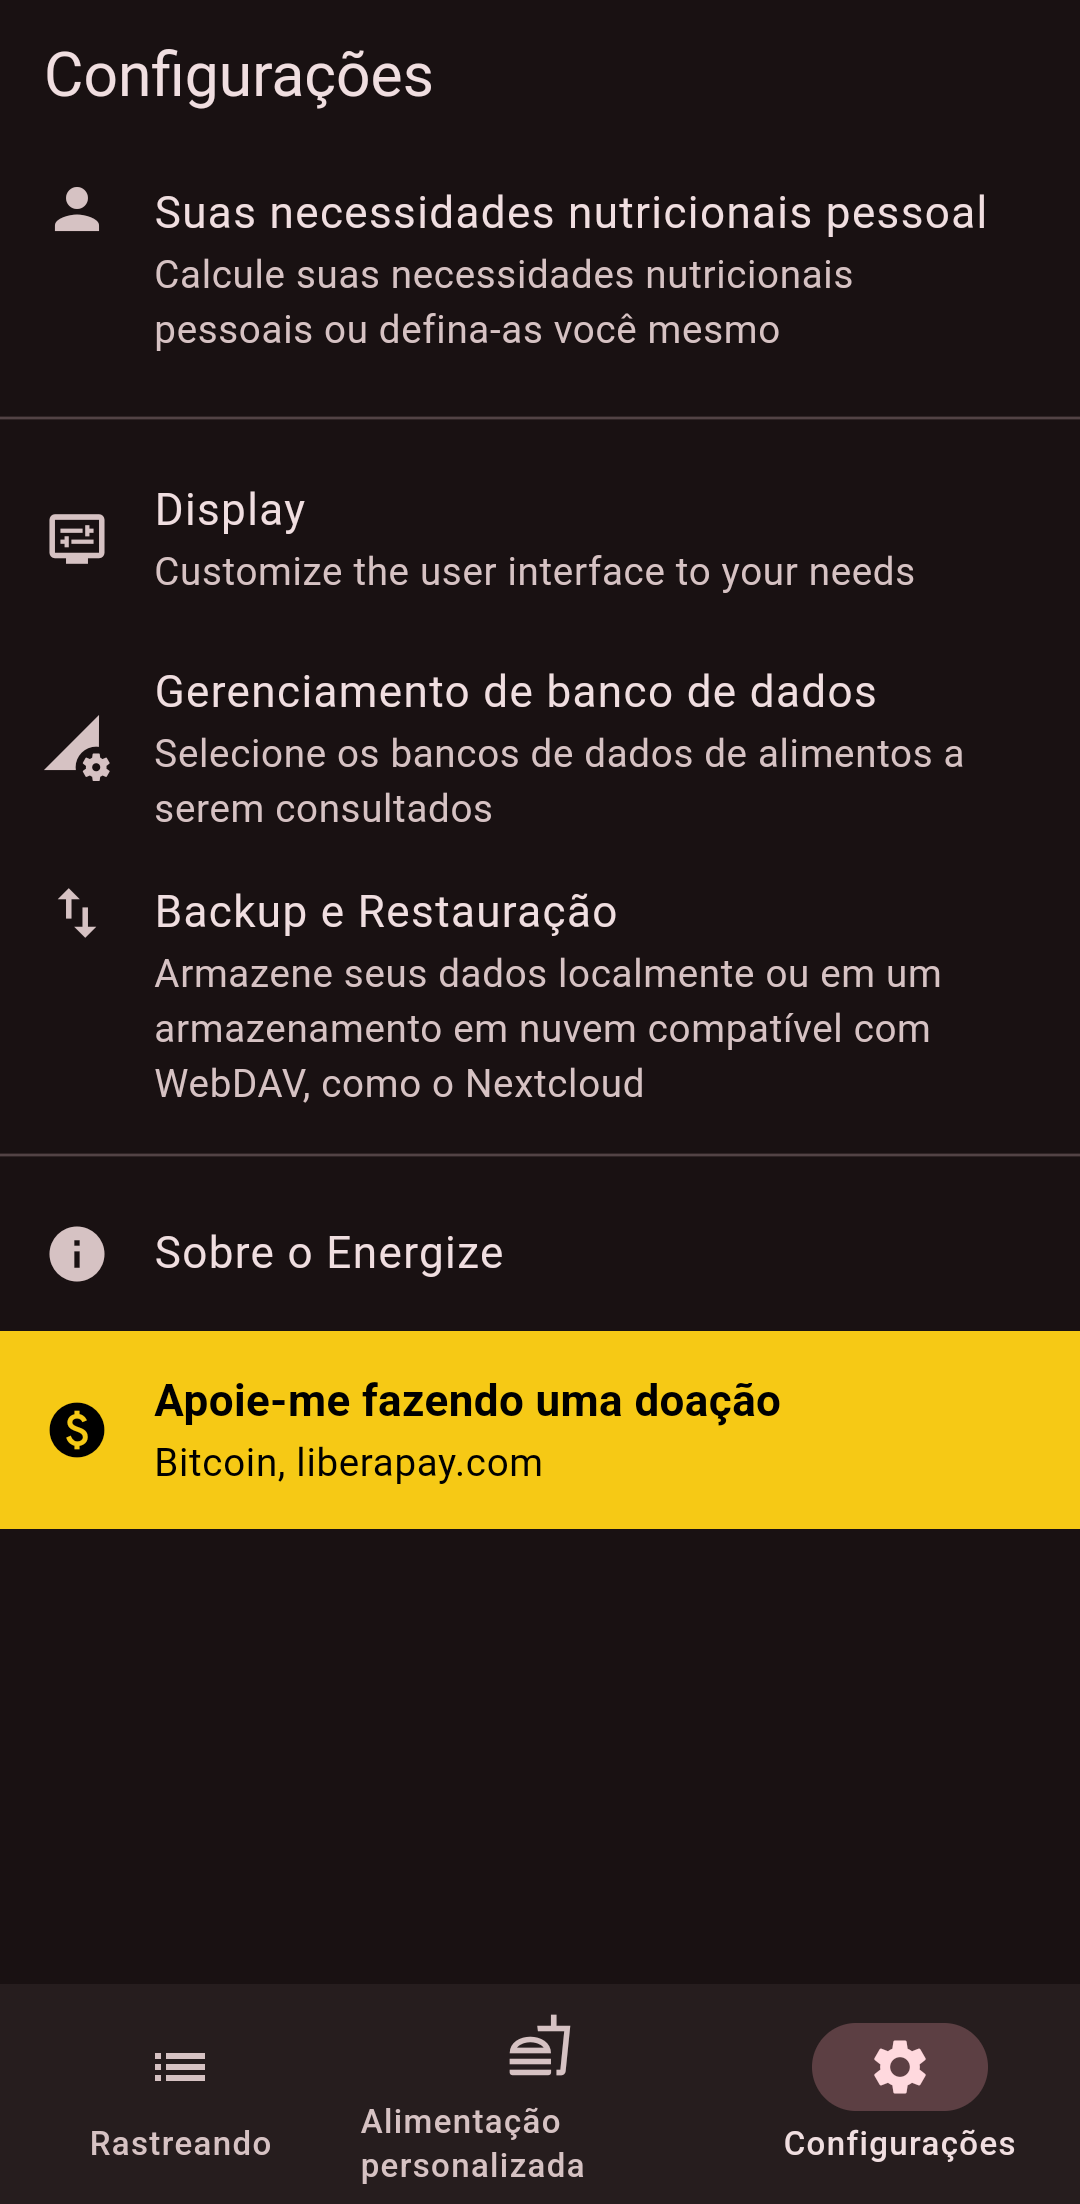 Configurações
Suas necessidades nutricionais pessoal
Calcule suas necessidades nutricionais
pessoais ou defina-as você mesmo
Display
Customize the user interface to your needs
Gerenciamento de banco de dados
Selecione os bancos de dados de alimentos a
serem consultados
Backup e Restauração
Armazene seus dados localmente ou em um
armazenamento em nuvem compatível com
WebDAV, como o Nextcloud
Sobre o Energize
Apoie-me fazendo uma doação
Bitcoin, liberapay.com
Rastreando
Alimentação
personalizada
Configurações